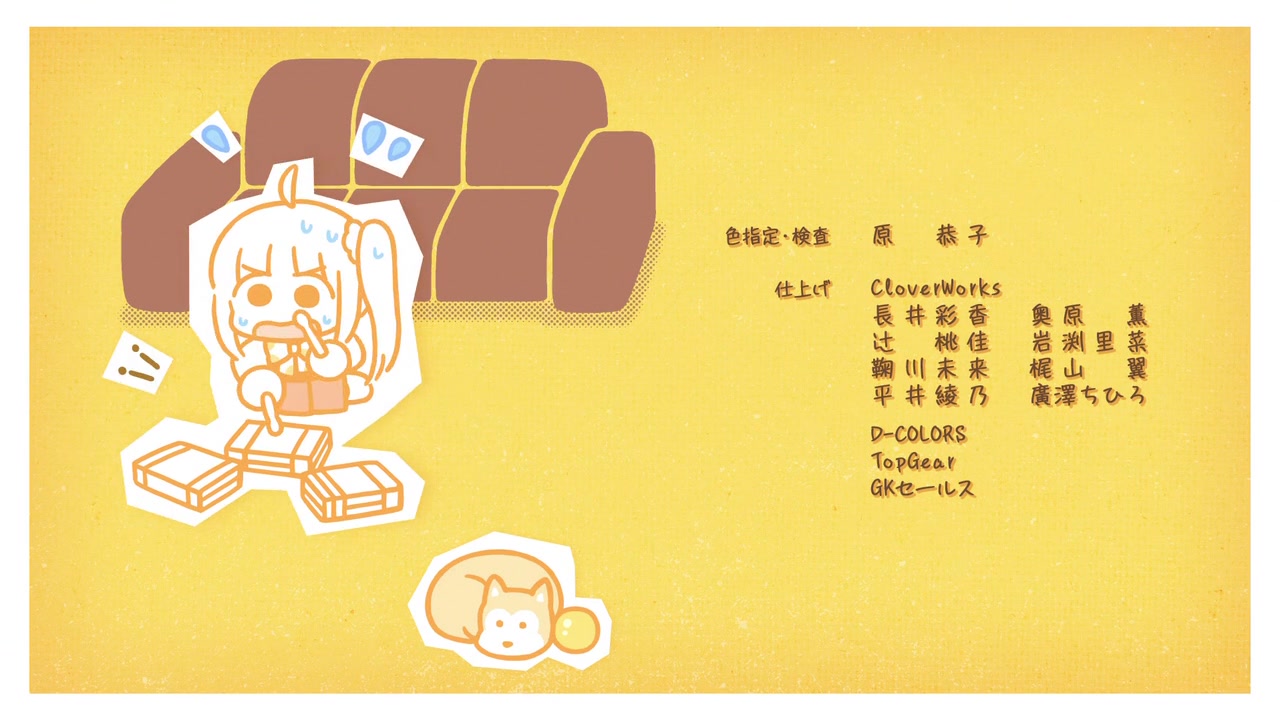 色指定・検査 原 恭子
仕上げ CloverWorks
長井彩香 奥原 薫
辻 桃佳 岩渕里菜
鞠川未来 梶山 翼
平井綾乃 廣澤ちひろ
D-COLORS
TopGear
GKセールス